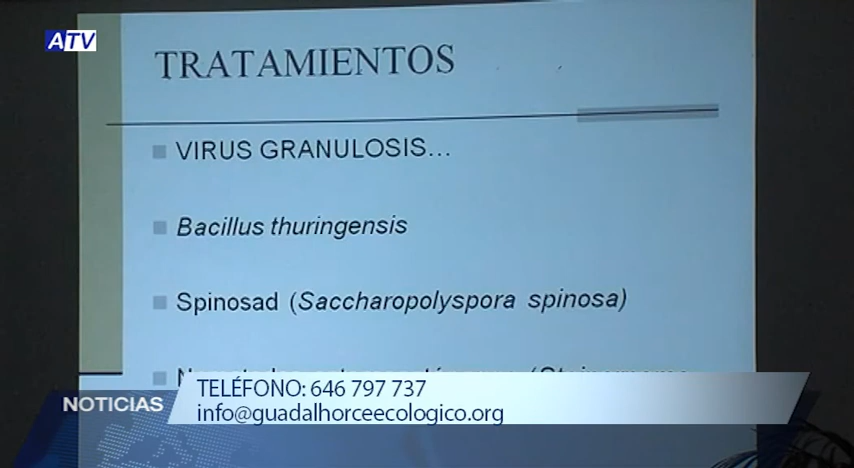 ATV
TRATAMIENTOS
VIRUS GRANULOSIS...
Bacillus thuringensis
Spinosad (Saccharopolyspora spinosa)
NOTICIAS
TELÉFONO: 646 797 737
info@guadalhorceecologico.org